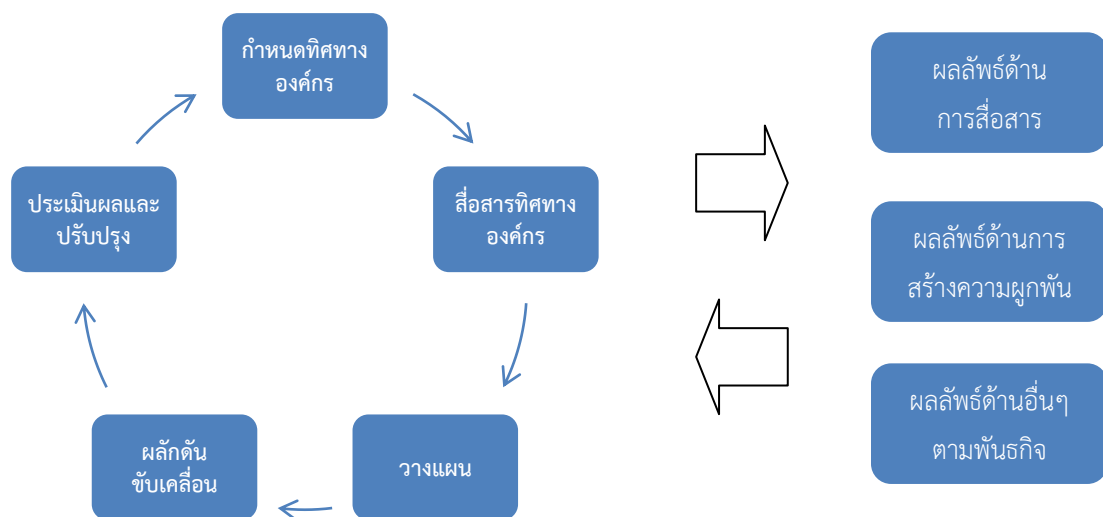 กำหนดทิศทาง
องค์กร
สื่อสารทิศทาง
องค์กร
วางแผน
ผลักดัน
ขับเคลื่อน
ประเมินผลและ
ปรับปรุง
ผลลัพธ์ด้าน
การสื่อสาร
ผลลัพธ์ด้านการ
สร้างความผูกพัน
ผลลัพธ์ด้านอื่นๆ
ตามพันธกิจ